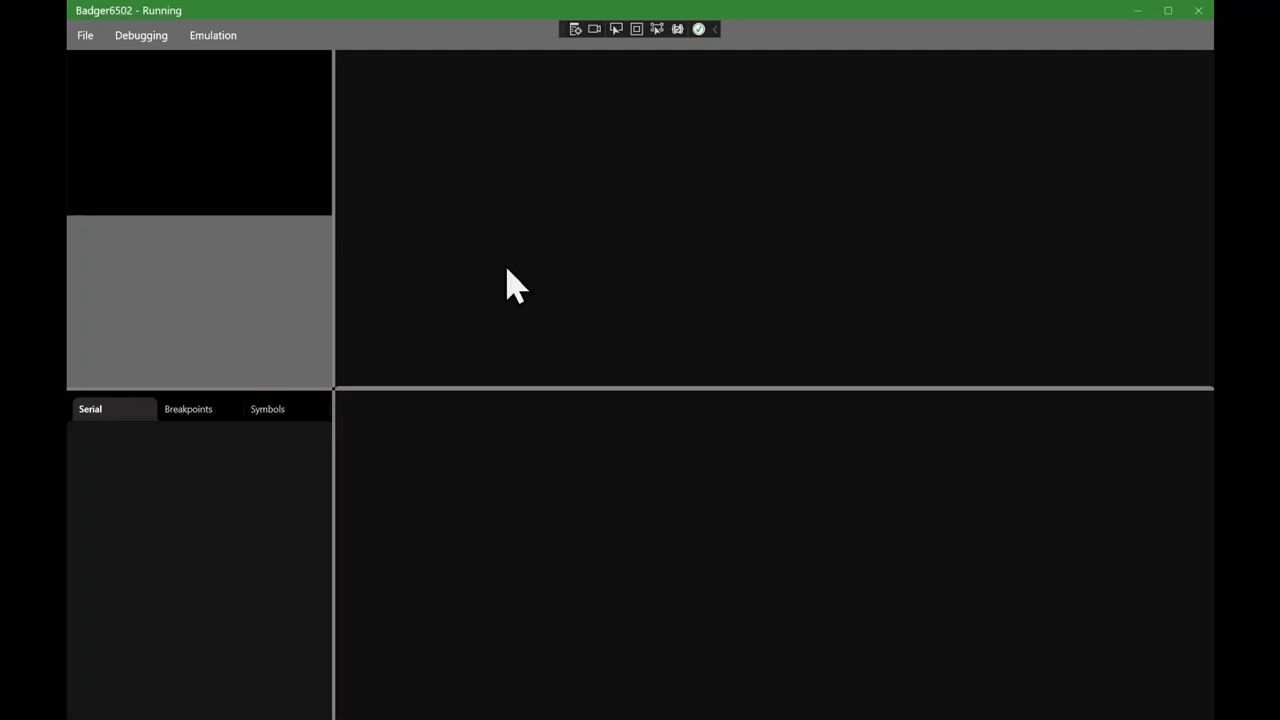 Badger6502 - Running
File Debugging Emulation
Serial Breakpoints Symbols